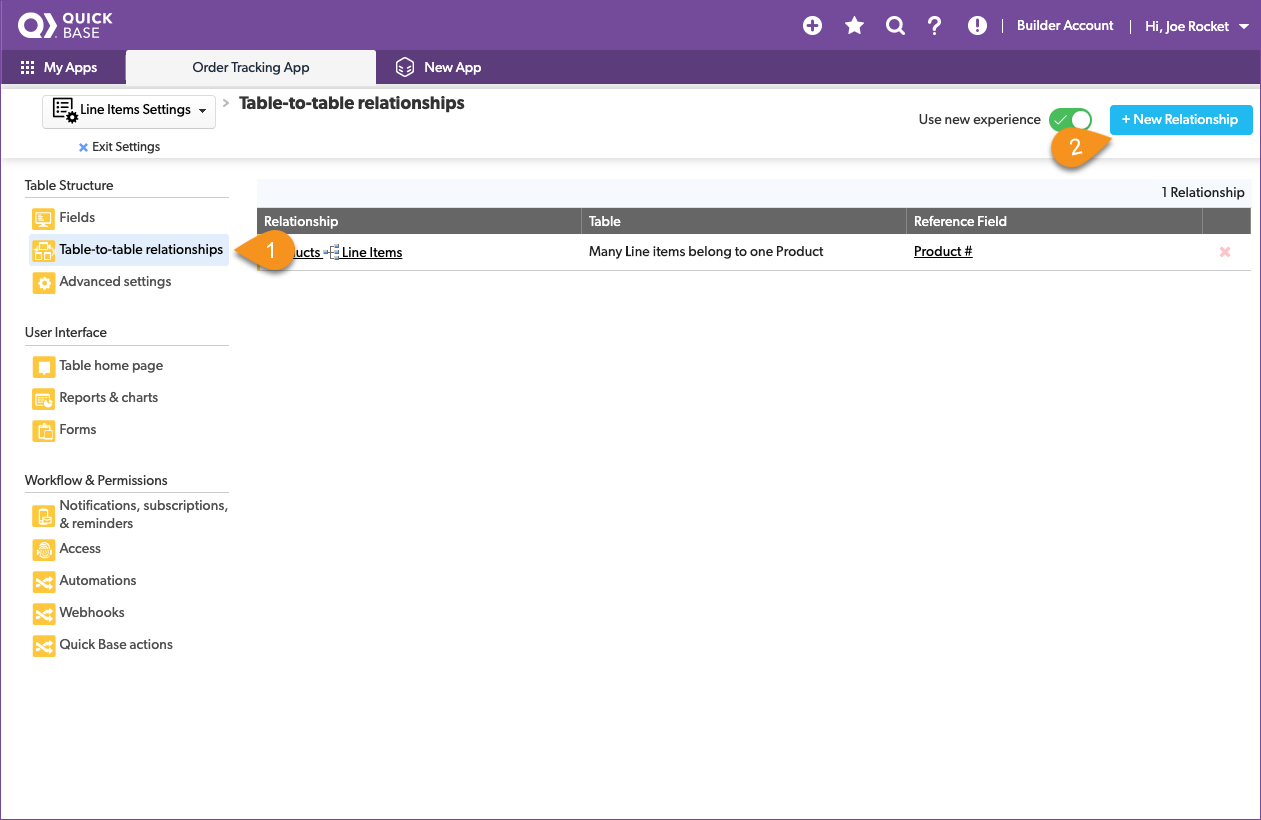 QUICK
BASE
Builder Account
Hi, Joe Rocket
My Apps
Order Tracking App
New App
Line Items Settings
Table-to-table relationships
Use new experience
+ New Relationship
Exit Settings
2
Table Structure
1 Relationship
Fields
Relationship
Table
Reference Field
Table-to-table relationships
1
ucts
Line Items
Many Line items belong to one Product
Product #
Advanced settings
User Interface
Table home page
Reports & charts
Forms
Workflow & Permissions
Notifications, subscriptions,
& reminders
Access
Automations
Webhooks
Quick Base actions